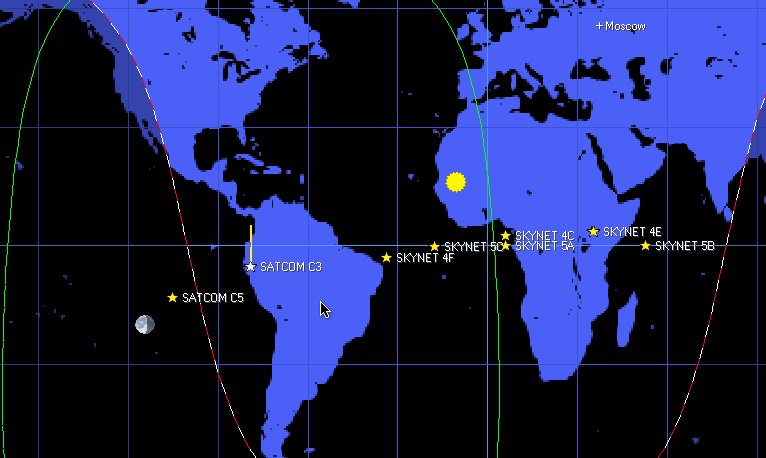 Moscow
SKYNET 4E
SKYNET 4C
SKYNET 5C
SKYNET 5A
SKYNET 5B
SKYNET 4F
SATCOM C3
SATCOM C5